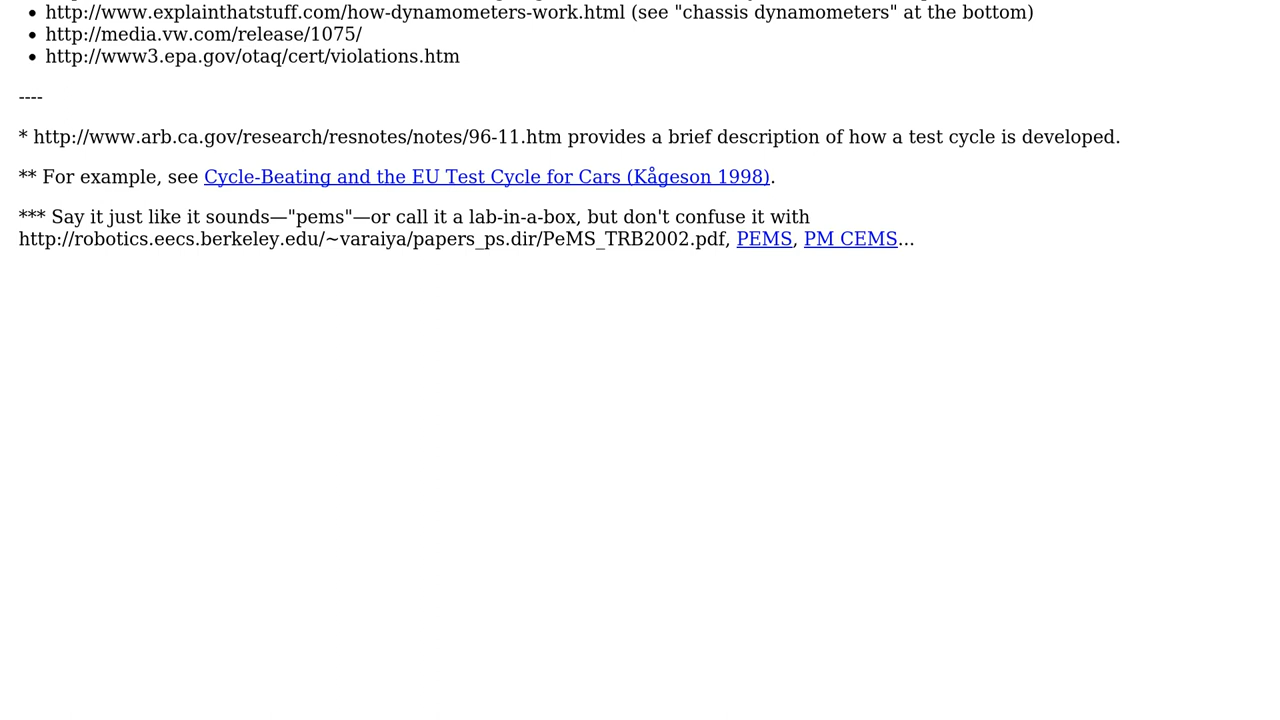 • http://www.explainthatstuff.com/how-dynamometers-work.html (see "chassis dynamometers" at the bottom)
• http://media.vw.com/release/1075/
• http://www3.epa.gov/otaq/cert/violations.htm
----
* http://www.arb.ca.gov/research/resnotes/notes/96-11.htm provides a brief description of how a test cycle is developed.
** For example, see Cycle-Beating and the EU Test Cycle for Cars (Kågeson 1998).
*** Say it just like it sounds—"pems"—or call it a lab-in-a-box, but don't confuse it with
http://robotics.eecs.berkeley.edu/~varaiya/papers_ps.dir/PeMS_TRB2002.pdf, PEMS, PM CEMS...